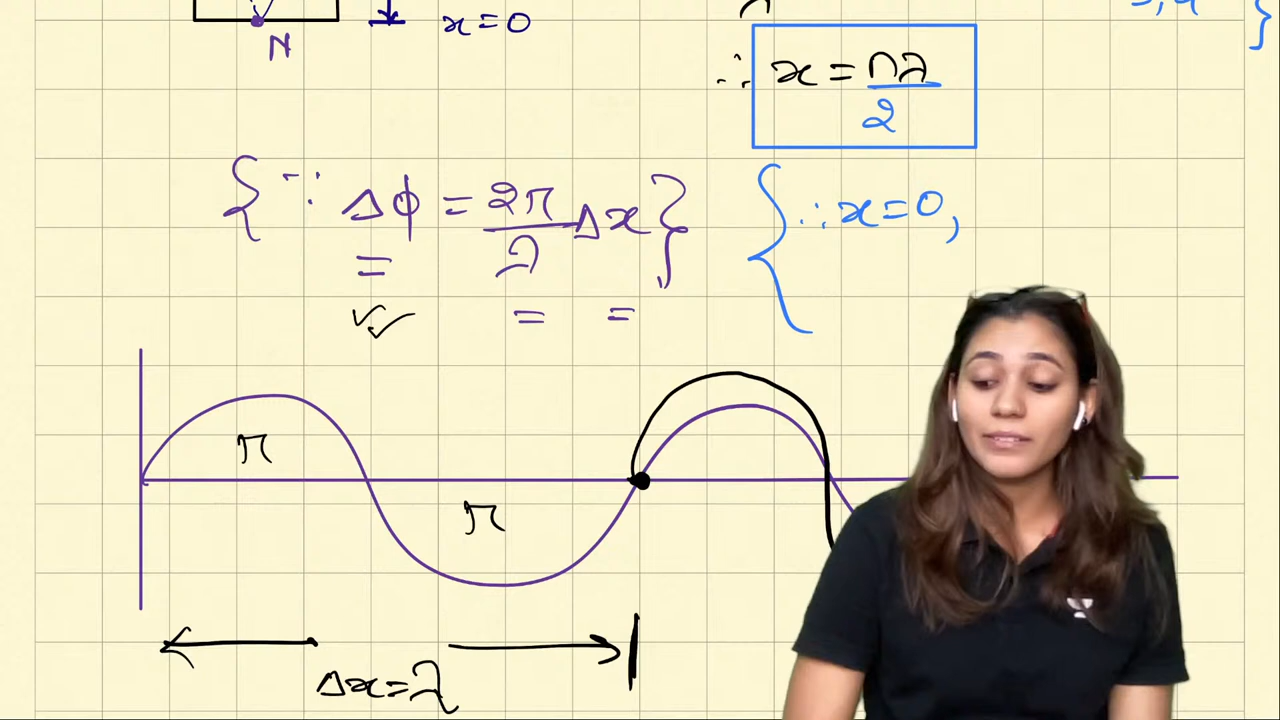 x = 0
N
∴ x = nλ/2
{ ∵ Δφ = 2π/λ Δx }
{ ∴ x = 0,
π
π
Δx = λ